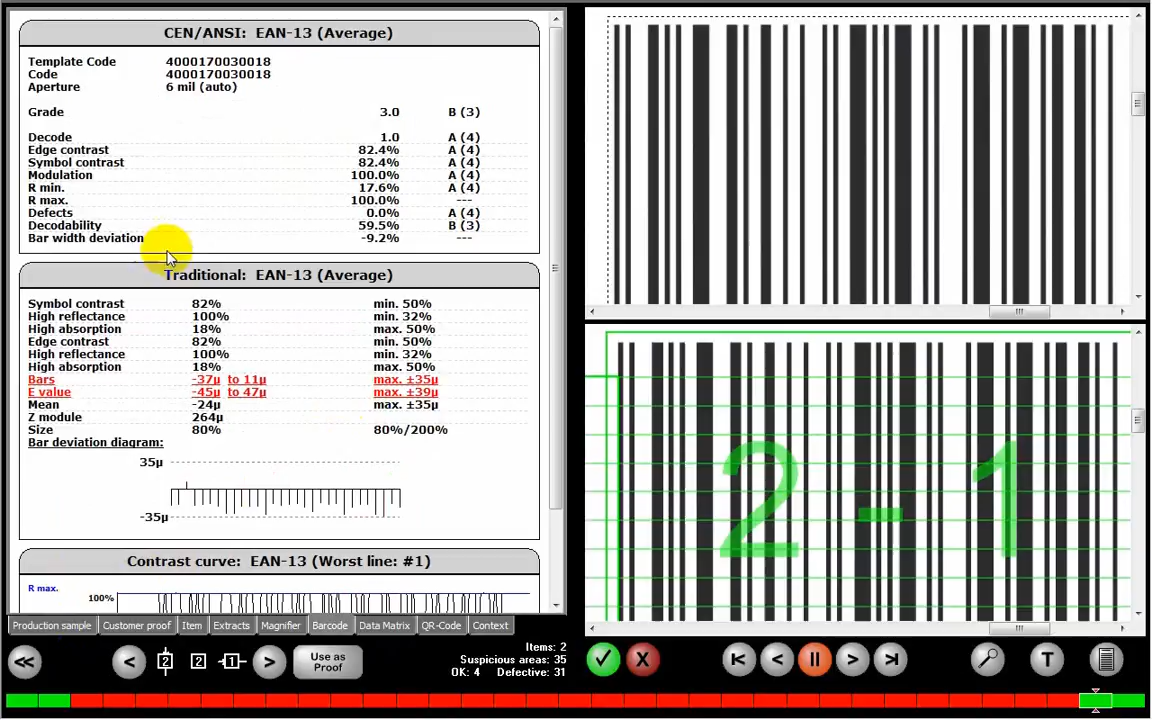 CEN/ANSI: EAN-13 (Average)
Template Code 4000170030018
Code 4000170030018
Aperture 6 mil (auto)
Grade 3.0 B (3)
Decode 1.0 A (4)
Edge contrast 82.4% A (4)
Symbol contrast 82.4% A (4)
Modulation 100.0% A (4)
R min. 17.6% A (4)
R max. 100.0% ---
Defects 0.0% A (4)
Decodability 59.5% B (3)
Bar width deviation -9.2% ---
Traditional: EAN-13 (Average)
Symbol contrast 82% min. 50%
High reflectance 100% min. 32%
High absorption 18% max. 50%
Edge contrast 82% min. 50%
High reflectance 100% min. 32%
High absorption 18% max. 50%
Bars -37µ to 11µ max. ±35µ
E value -45µ to 47µ max. ±39µ
Mean -24µ max. ±35µ
Z module 264µ
Size 80% 80%/200%
Bar deviation diagram:
35µ
-35µ
Contrast curve: EAN-13 (Worst line: #1)
R max.
100%
2 - 1
Production sample Customer proof Item Extracts Magnifier Barcode Data Matrix QR-Code Context
2 2 1
Use as
Proof
Items: 2
Suspicious areas: 35
OK: 4 Defective: 31
T